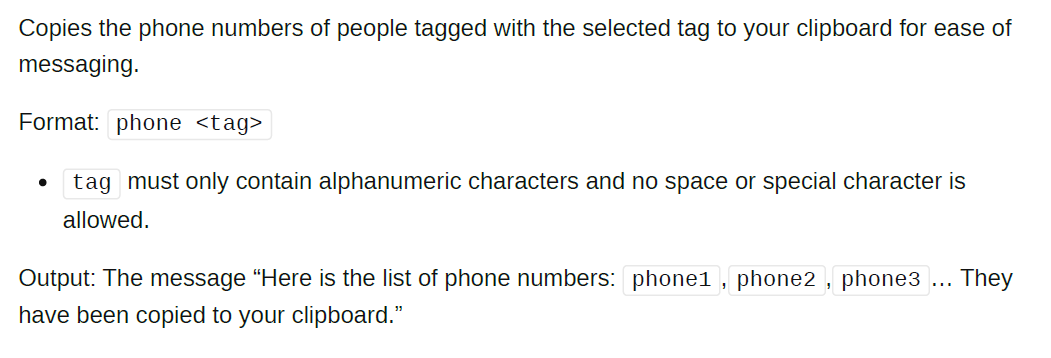 Copies the phone numbers of people tagged with the selected tag to your clipboard for ease of
messaging.
Format: phone <tag>
• tag must only contain alphanumeric characters and no space or special character is
allowed.
Output: The message “Here is the list of phone numbers: phone1 , phone2 , phone3 … They
have been copied to your clipboard.”